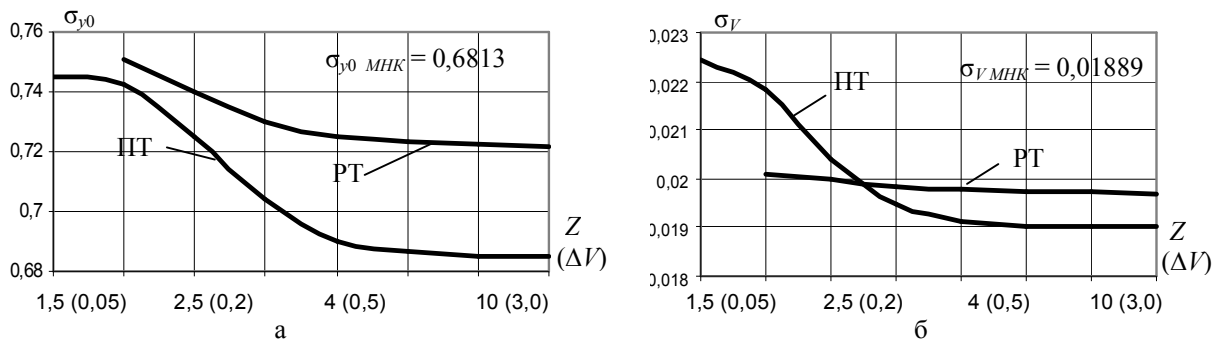 σy0
0,76
0,74
0,72
0,7
0,68
σy0 МНК = 0,6813
ПТ
РТ
Z
(ΔV)
1,5 (0,05)
2,5 (0,2)
4 (0,5)
10 (3,0)
а
σV
0,023
0,022
0,021
0,02
0,019
0,018
σV МНК = 0,01889
ПТ
РТ
Z
(ΔV)
1,5 (0,05)
2,5 (0,2)
4 (0,5)
10 (3,0)
б